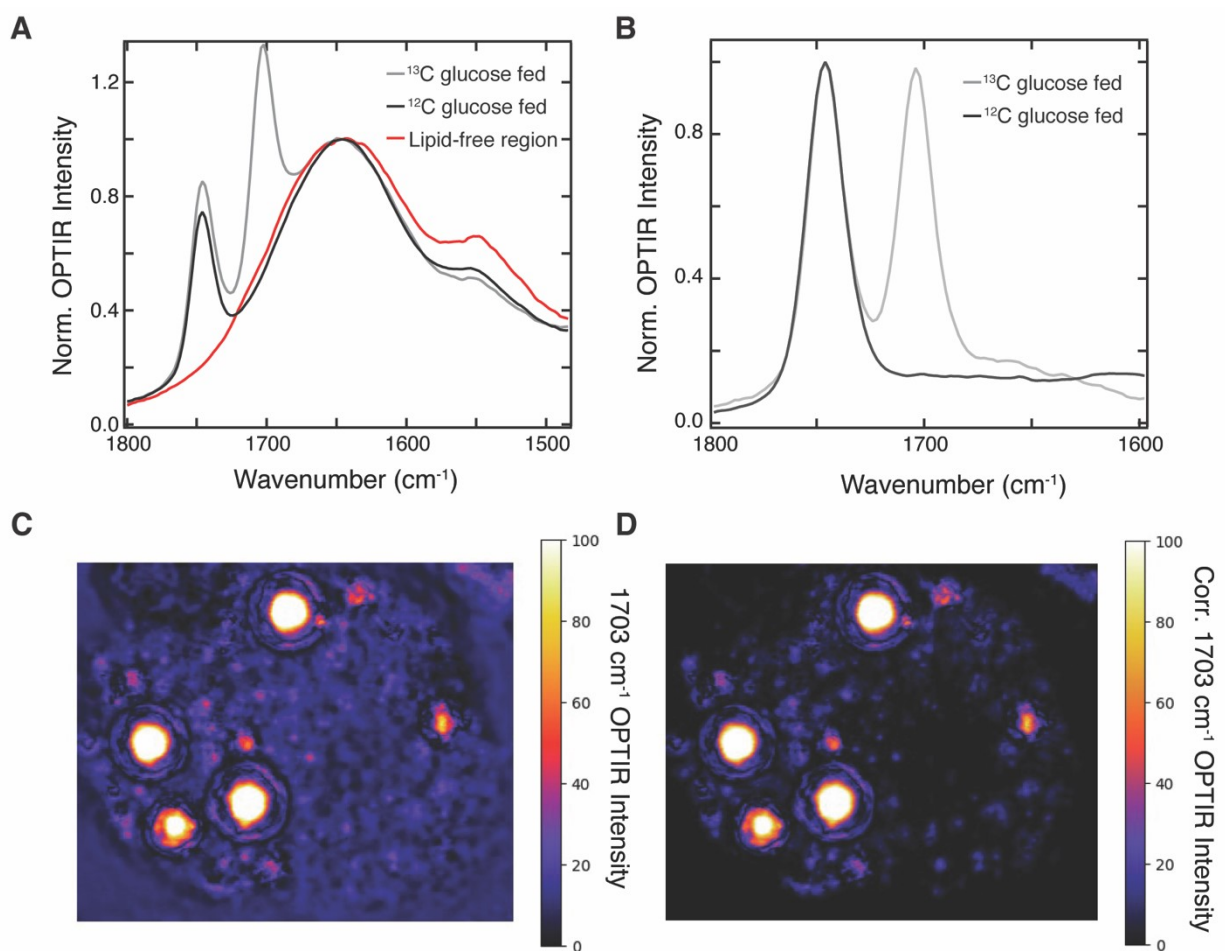 A
Norm. OPTIR Intensity
1.2
0.8
0.4
0.0
1800
1700
1600
1500
Wavenumber (cm⁻¹)
¹³C glucose fed
¹²C glucose fed
Lipid-free region
B
Norm. OPTIR Intensity
0.8
0.4
0.0
1800
1700
1600
Wavenumber (cm⁻¹)
¹³C glucose fed
¹²C glucose fed
C
100
80
60
40
20
0
1703 cm⁻¹ OPTIR Intensity
D
100
80
60
40
20
0
Corr. 1703 cm⁻¹ OPTIR Intensity